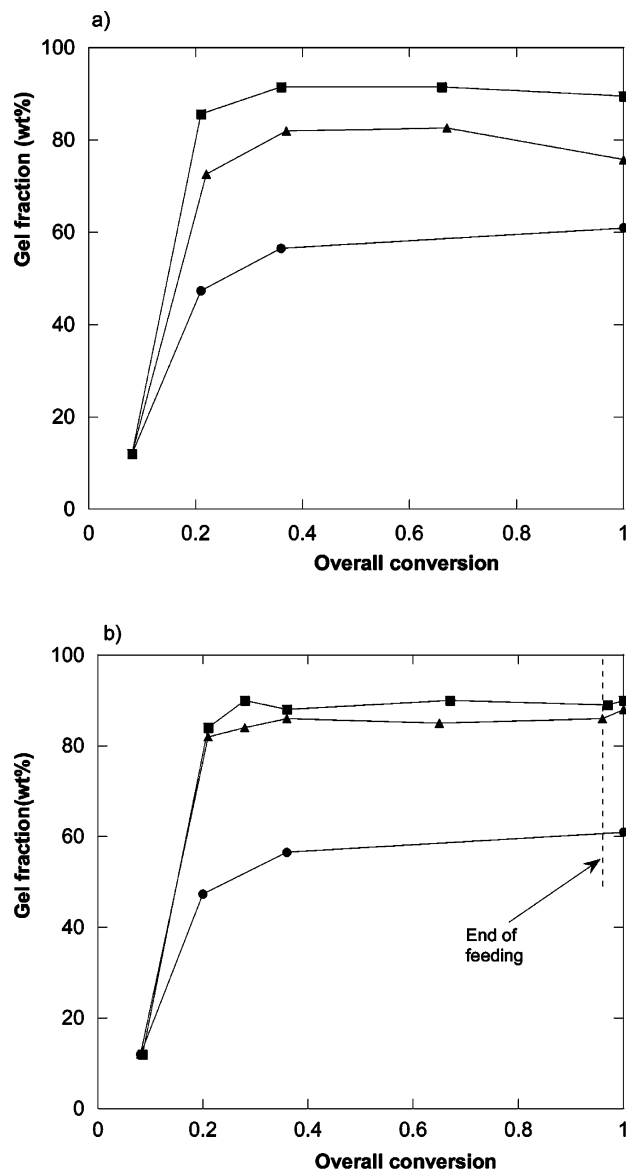 a)
100
80
60
40
20
0
Gel fraction (wt%)
0 0.2 0.4 0.6 0.8 1
Overall conversion
b)
100
80
60
40
20
0
Gel fraction(wt%)
End of
feeding
0 0.2 0.4 0.6 0.8 1
Overall conversion